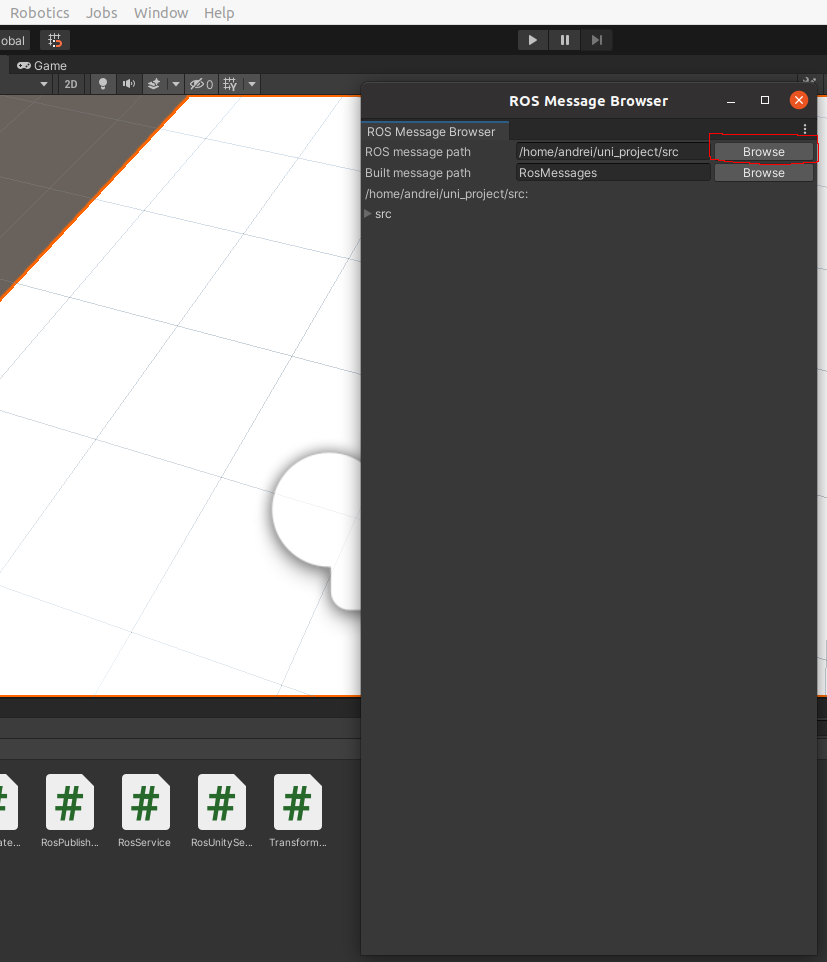 Robotics Jobs Window Help
obal
Game
2D 0
ROS Message Browser
ROS Message Browser
ROS message path /home/andrei/uni_project/src Browse
Built message path RosMessages Browse
/home/andrei/uni_project/src:
src
# # # # #
ate... RosPublish... RosService RosUnitySe... Transform...